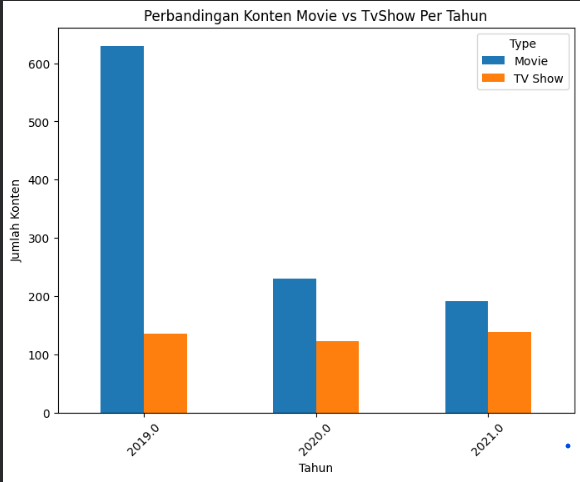 Perbandingan Konten Movie vs TvShow Per Tahun
Type
Movie
TV Show
Jumlah Konten
600
500
400
300
200
100
0
2019.0
2020.0
2021.0
Tahun